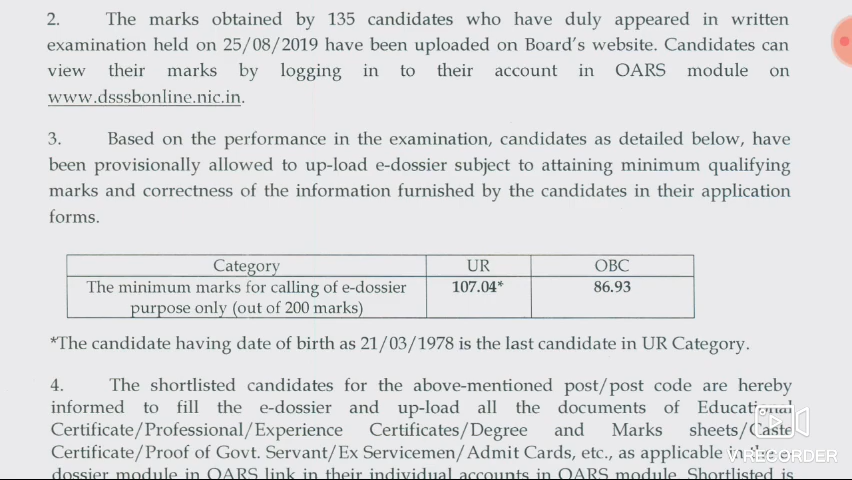 2. The marks obtained by 135 candidates who have duly appeared in written
examination held on 25/08/2019 have been uploaded on Board's website. Candidates can
view their marks by logging in to their account in OARS module on
www.dsssbonline.nic.in.
3. Based on the performance in the examination, candidates as detailed below, have
been provisionally allowed to up-load e-dossier subject to attaining minimum qualifying
marks and correctness of the information furnished by the candidates in their application
forms.
Category UR OBC
The minimum marks for calling of e-dossier 107.04* 86.93
purpose only (out of 200 marks)
*The candidate having date of birth as 21/03/1978 is the last candidate in UR Category.
4. The shortlisted candidates for the above-mentioned post/post code are hereby
informed to fill the e-dossier and up-load all the documents of Educational
Certificate/Professional/Experience Certificates/Degree and Marks sheets/Caste
Certificate/Proof of Govt. Servant/Ex Servicemen/Admit Cards, etc., as applicable in the e-
dossier module in OARS link in their individual accounts in OARS module. Shortlisted is
V RECORDER